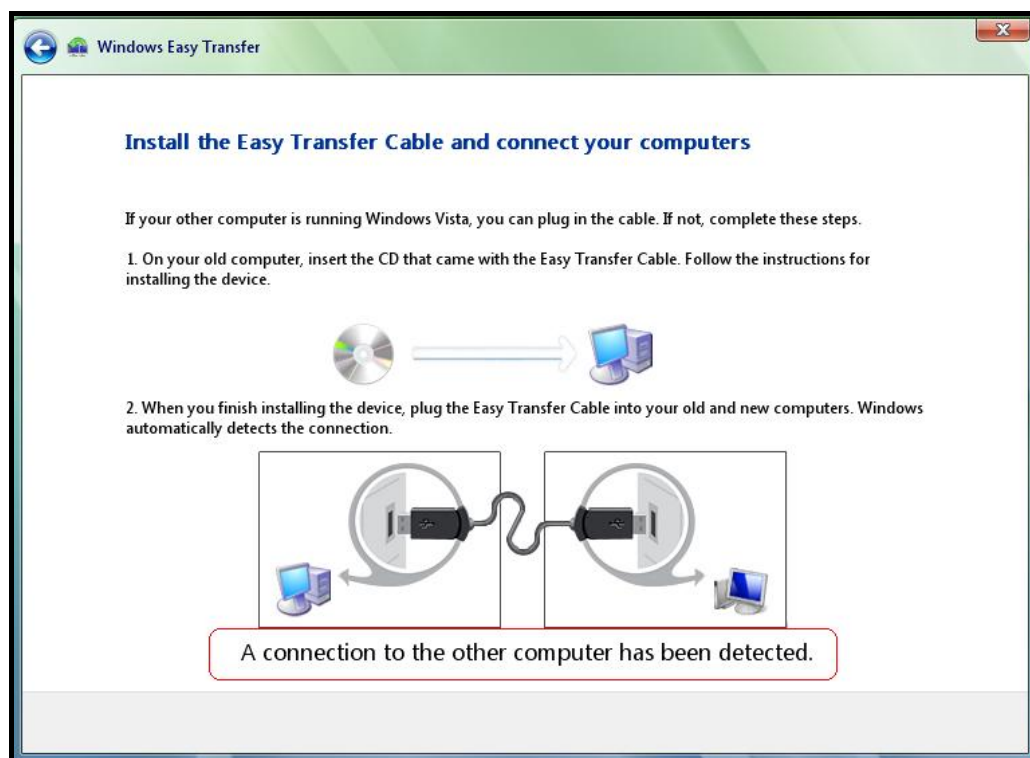 Windows Easy Transfer
Install the Easy Transfer Cable and connect your computers
If your other computer is running Windows Vista, you can plug in the cable. If not, complete these steps.
1. On your old computer, insert the CD that came with the Easy Transfer Cable. Follow the instructions for
installing the device.
2. When you finish installing the device, plug the Easy Transfer Cable into your old and new computers. Windows
automatically detects the connection.
A connection to the other computer has been detected.